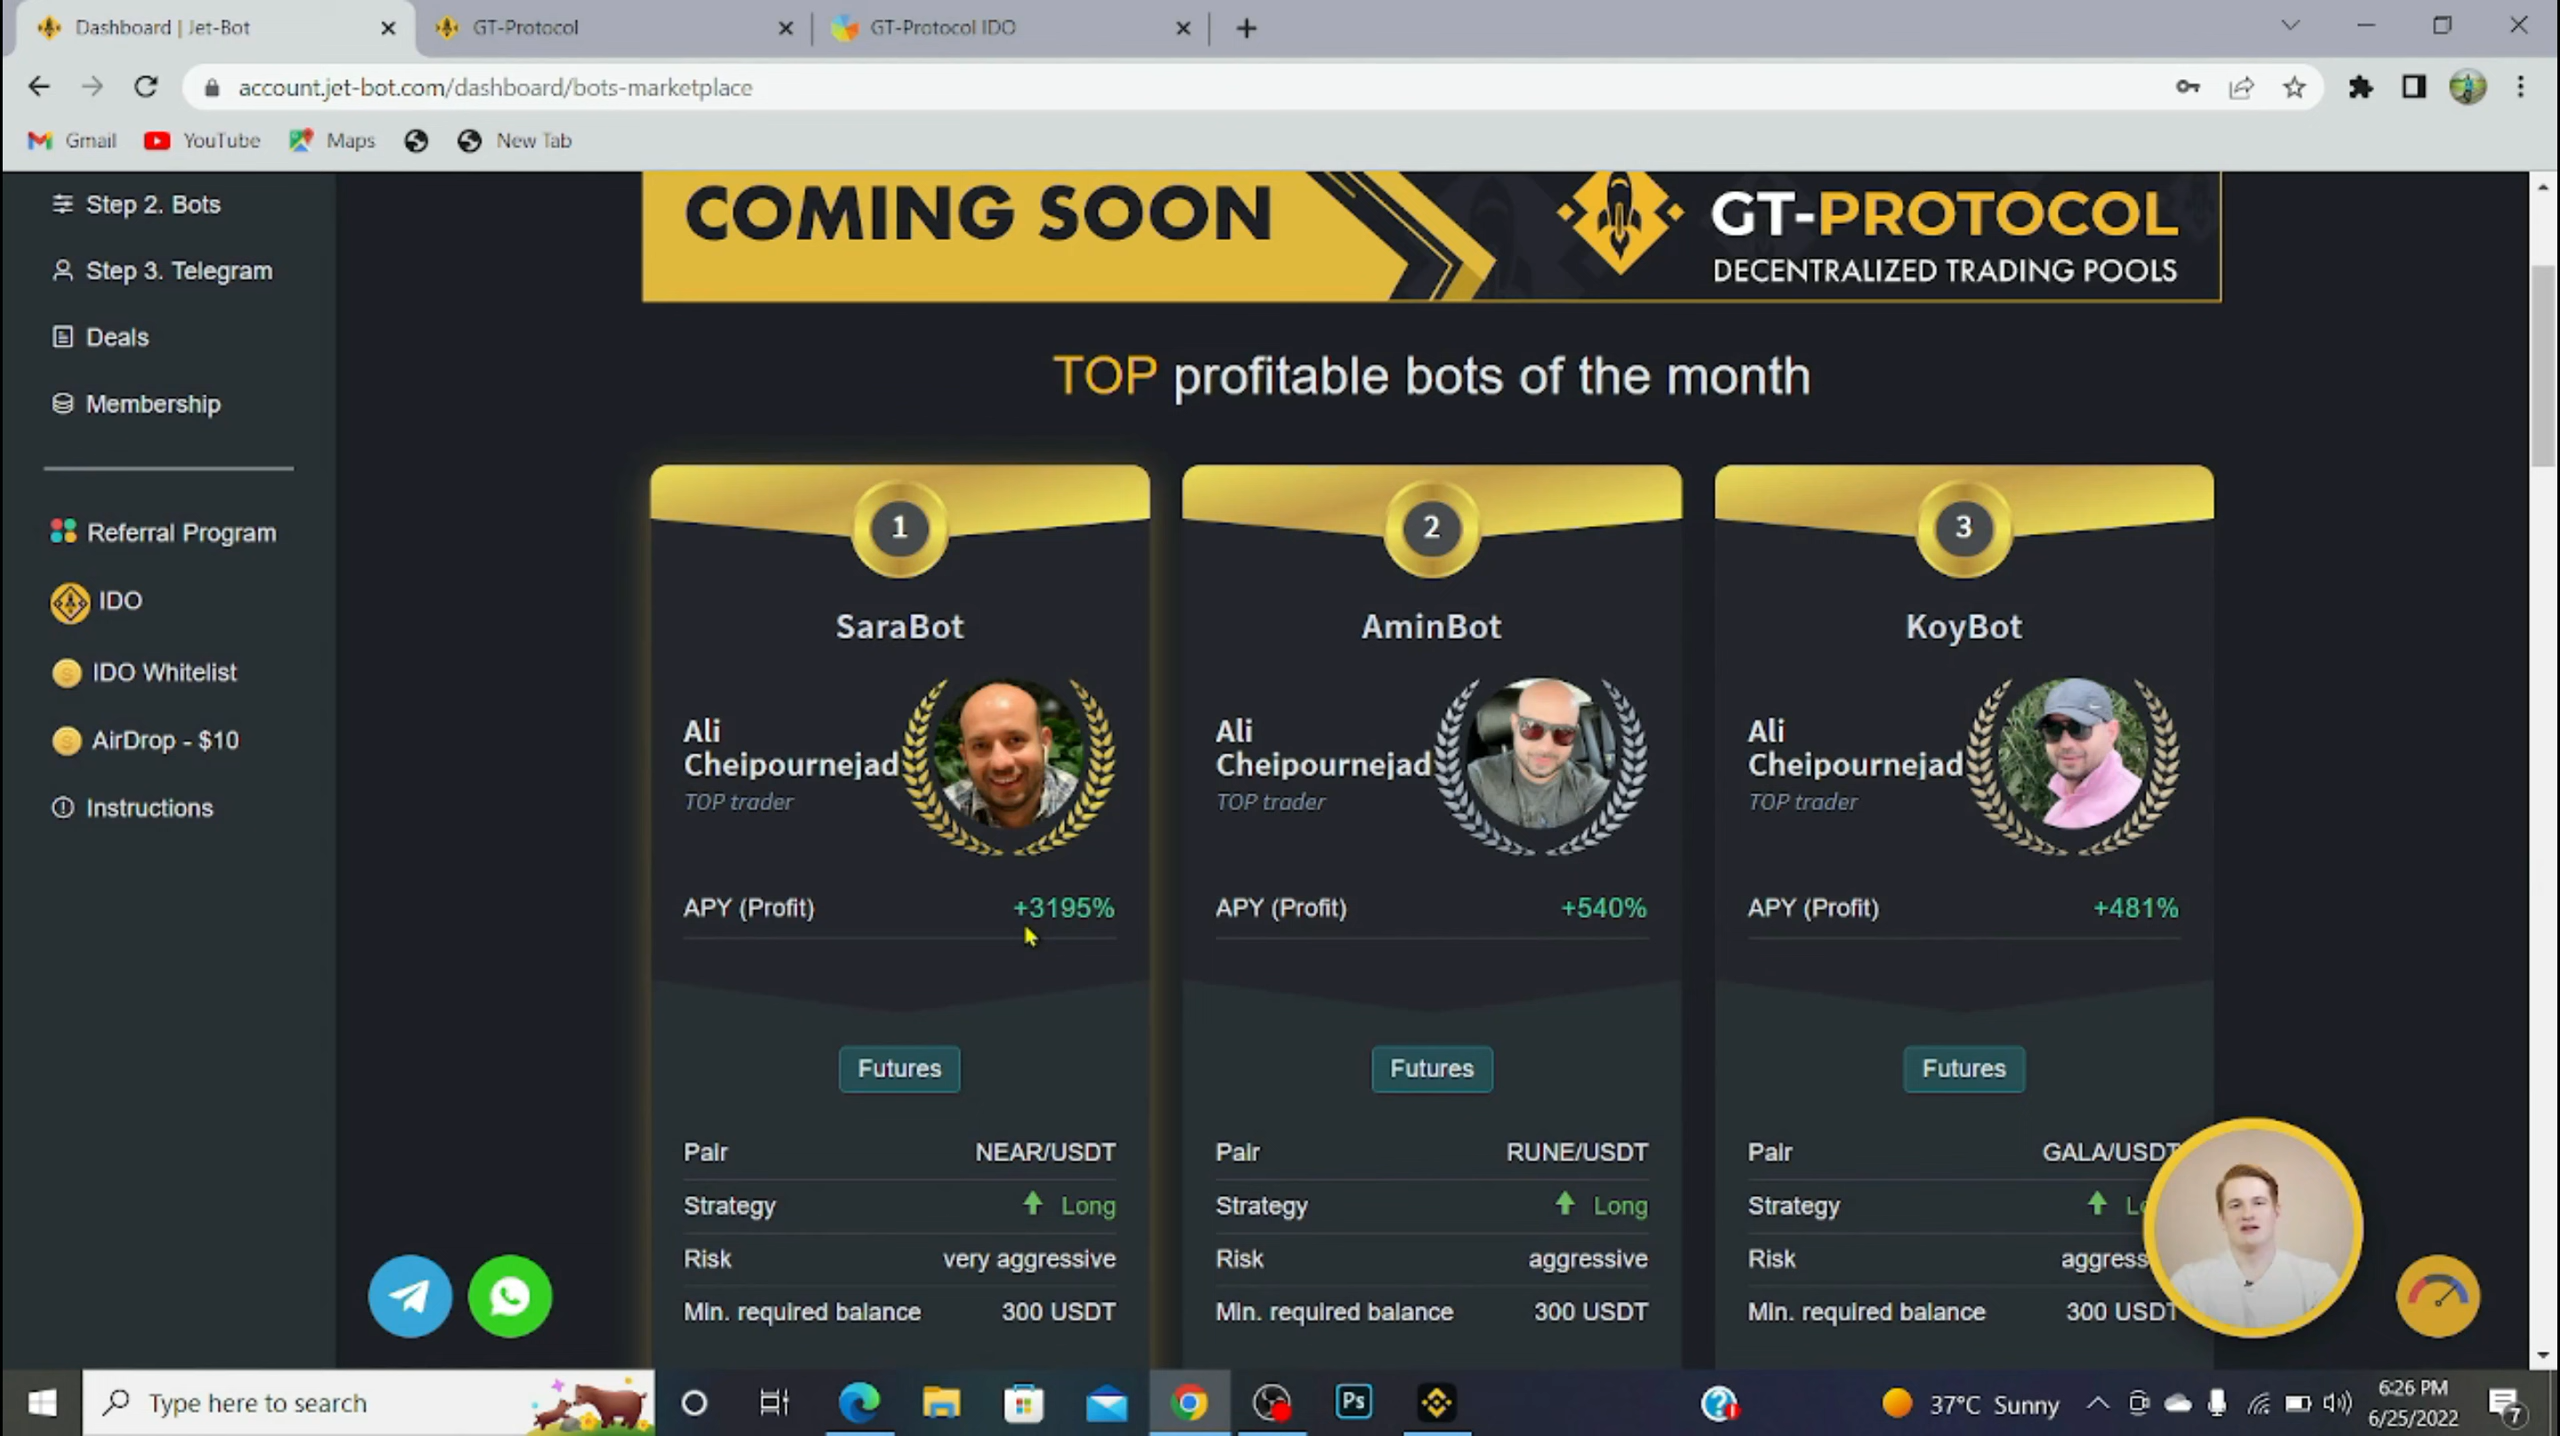 Dashboard | Jet-Bot
GT-Protocol
GT-Protocol IDO
account.jet-bot.com/dashboard/bots-marketplace
Gmail
YouTube
Maps
New Tab
Step 2. Bots
Step 3. Telegram
Deals
Membership
Referral Program
IDO
IDO Whitelist
AirDrop - $10
Instructions
COMING SOON
GT-PROTOCOL
DECENTRALIZED TRADING POOLS
TOP profitable bots of the month
1
SaraBot
Ali
Cheipournejad
TOP trader
APY (Profit) +3195%
Futures
Pair NEAR/USDT
Strategy Long
Risk very aggressive
Min. required balance 300 USDT
2
AminBot
Ali
Cheipournejad
TOP trader
APY (Profit) +540%
Futures
Pair RUNE/USDT
Strategy Long
Risk aggressive
Min. required balance 300 USDT
3
KoyBot
Ali
Cheipournejad
TOP trader
APY (Profit) +481%
Futures
Pair GALA/USDT
Strategy
Risk
Min. required balance 300 USDT
Type here to search
Ps
37°C Sunny
6:26 PM
6/25/2022
7